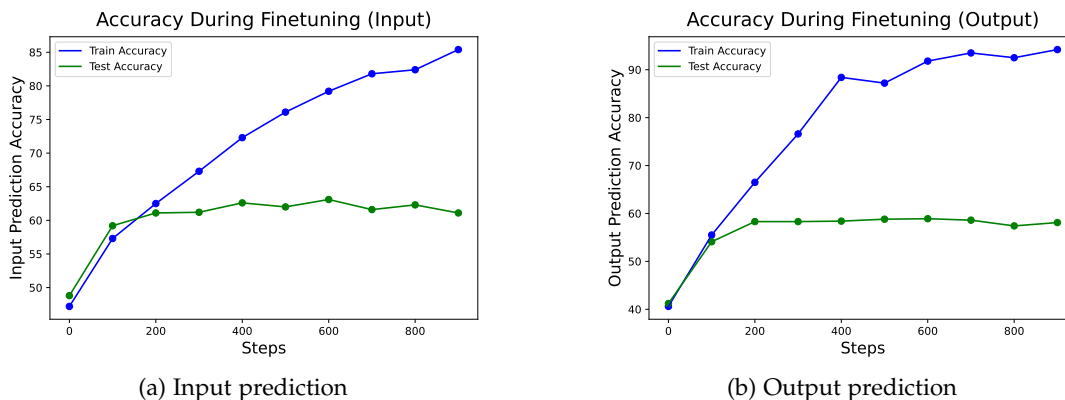 Accuracy During Finetuning (Input)
Train Accuracy
Test Accuracy
Input Prediction Accuracy
85
80
75
70
65
60
55
50
0 200 400 600 800
Steps
(a) Input prediction
Accuracy During Finetuning (Output)
Train Accuracy
Test Accuracy
Output Prediction Accuracy
90
80
70
60
50
40
0 200 400 600 800
Steps
(b) Output prediction